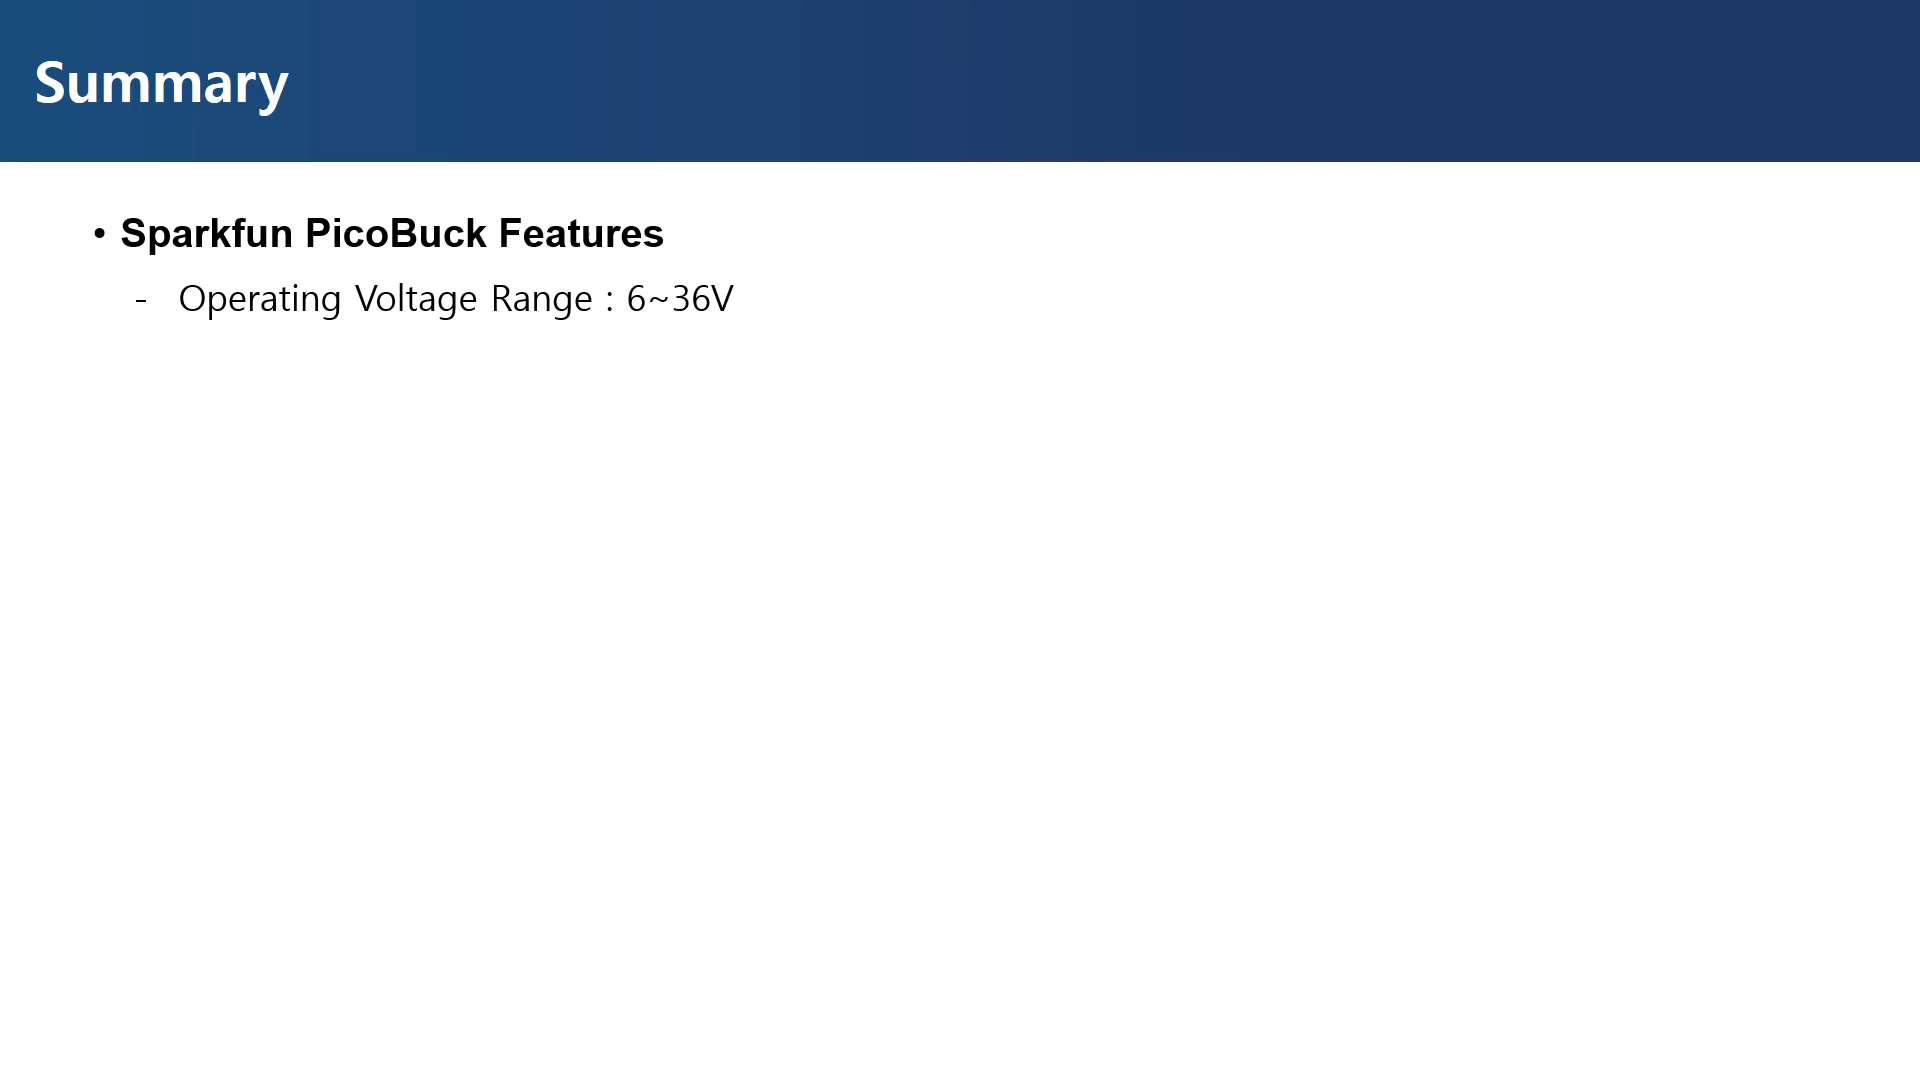 Summary
• Sparkfun PicoBuck Features
- Operating Voltage Range : 6~36V